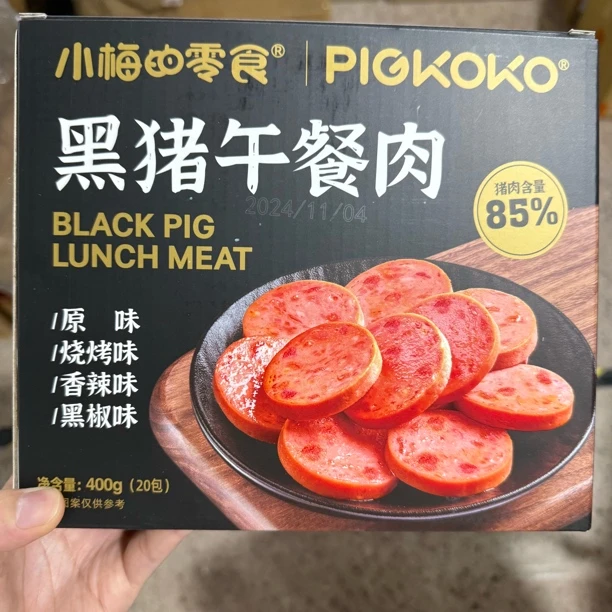 小梅的零食® | PIGKOKO®
黑猪午餐肉
2024/11/04
BLACK PIG
LUNCH MEAT
猪肉含量
85%
/原 味
/烧烤味
/香辣味
/黑椒味
净含量: 400g (20包)
图案仅供参考